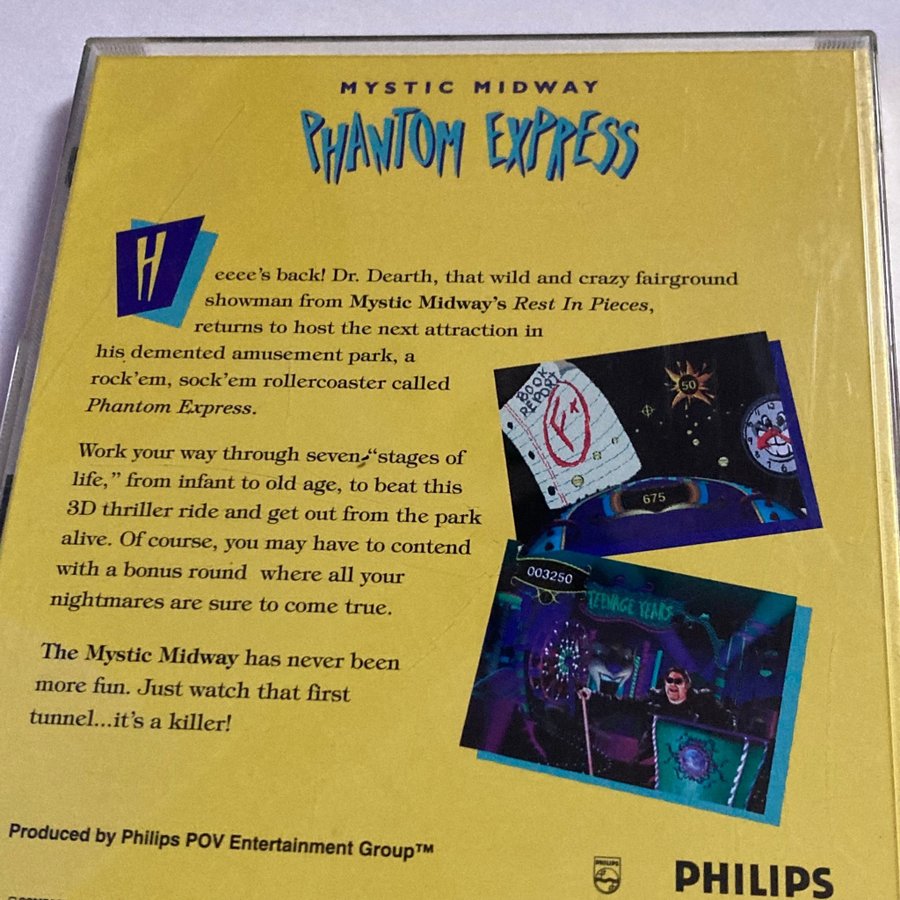 MYSTIC MIDWAY
PHANTOM EXPRESS
Heeee's back! Dr. Dearth, that wild and crazy fairground
showman from Mystic Midway's Rest In Pieces,
returns to host the next attraction in
his demented amusement park, a
rock'em, sock'em rollercoaster called
Phantom Express.
Work your way through seven "stages of
life," from infant to old age, to beat this
3D thriller ride and get out from the park
alive. Of course, you may have to contend
with a bonus round where all your
nightmares are sure to come true.
The Mystic Midway has never been
more fun. Just watch that first
tunnel...it's a killer!
BOOK
REPORT
F+
50
675
003250
TEENAGE YEARS
Produced by Philips POV Entertainment Group™
PHILIPS
PHILIPS